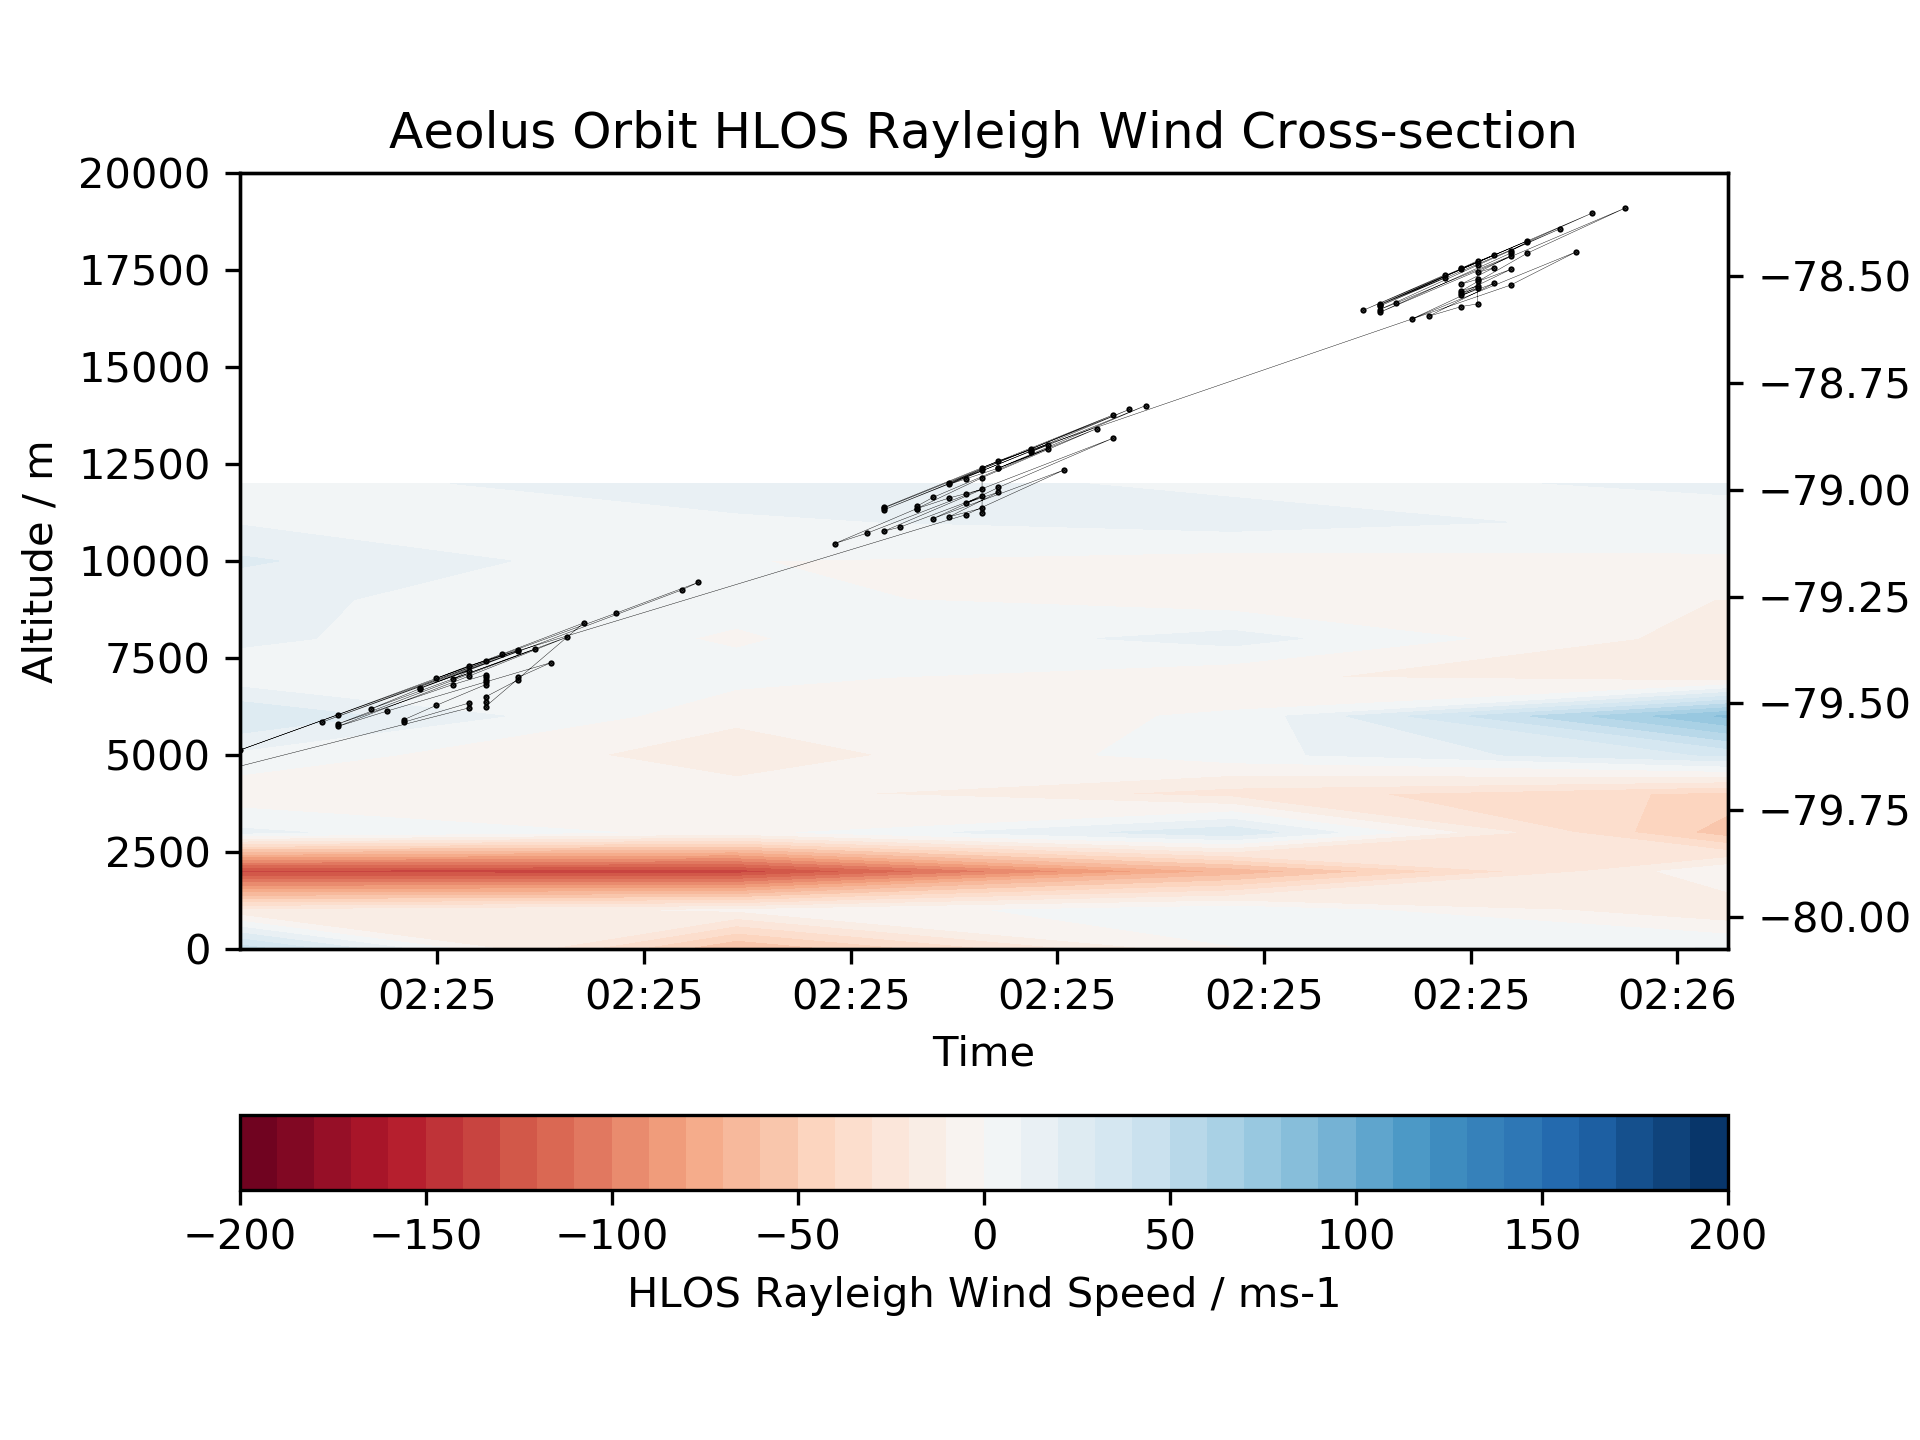 Aeolus Orbit HLOS Rayleigh Wind Cross-section
20000
17500
15000
12500
10000
7500
5000
2500
0
Altitude / m
−78.50
−78.75
−79.00
−79.25
−79.50
−79.75
−80.00
02:25 02:25 02:25 02:25 02:25 02:25 02:26
Time
−200 −150 −100 −50 0 50 100 150 200
HLOS Rayleigh Wind Speed / ms-1